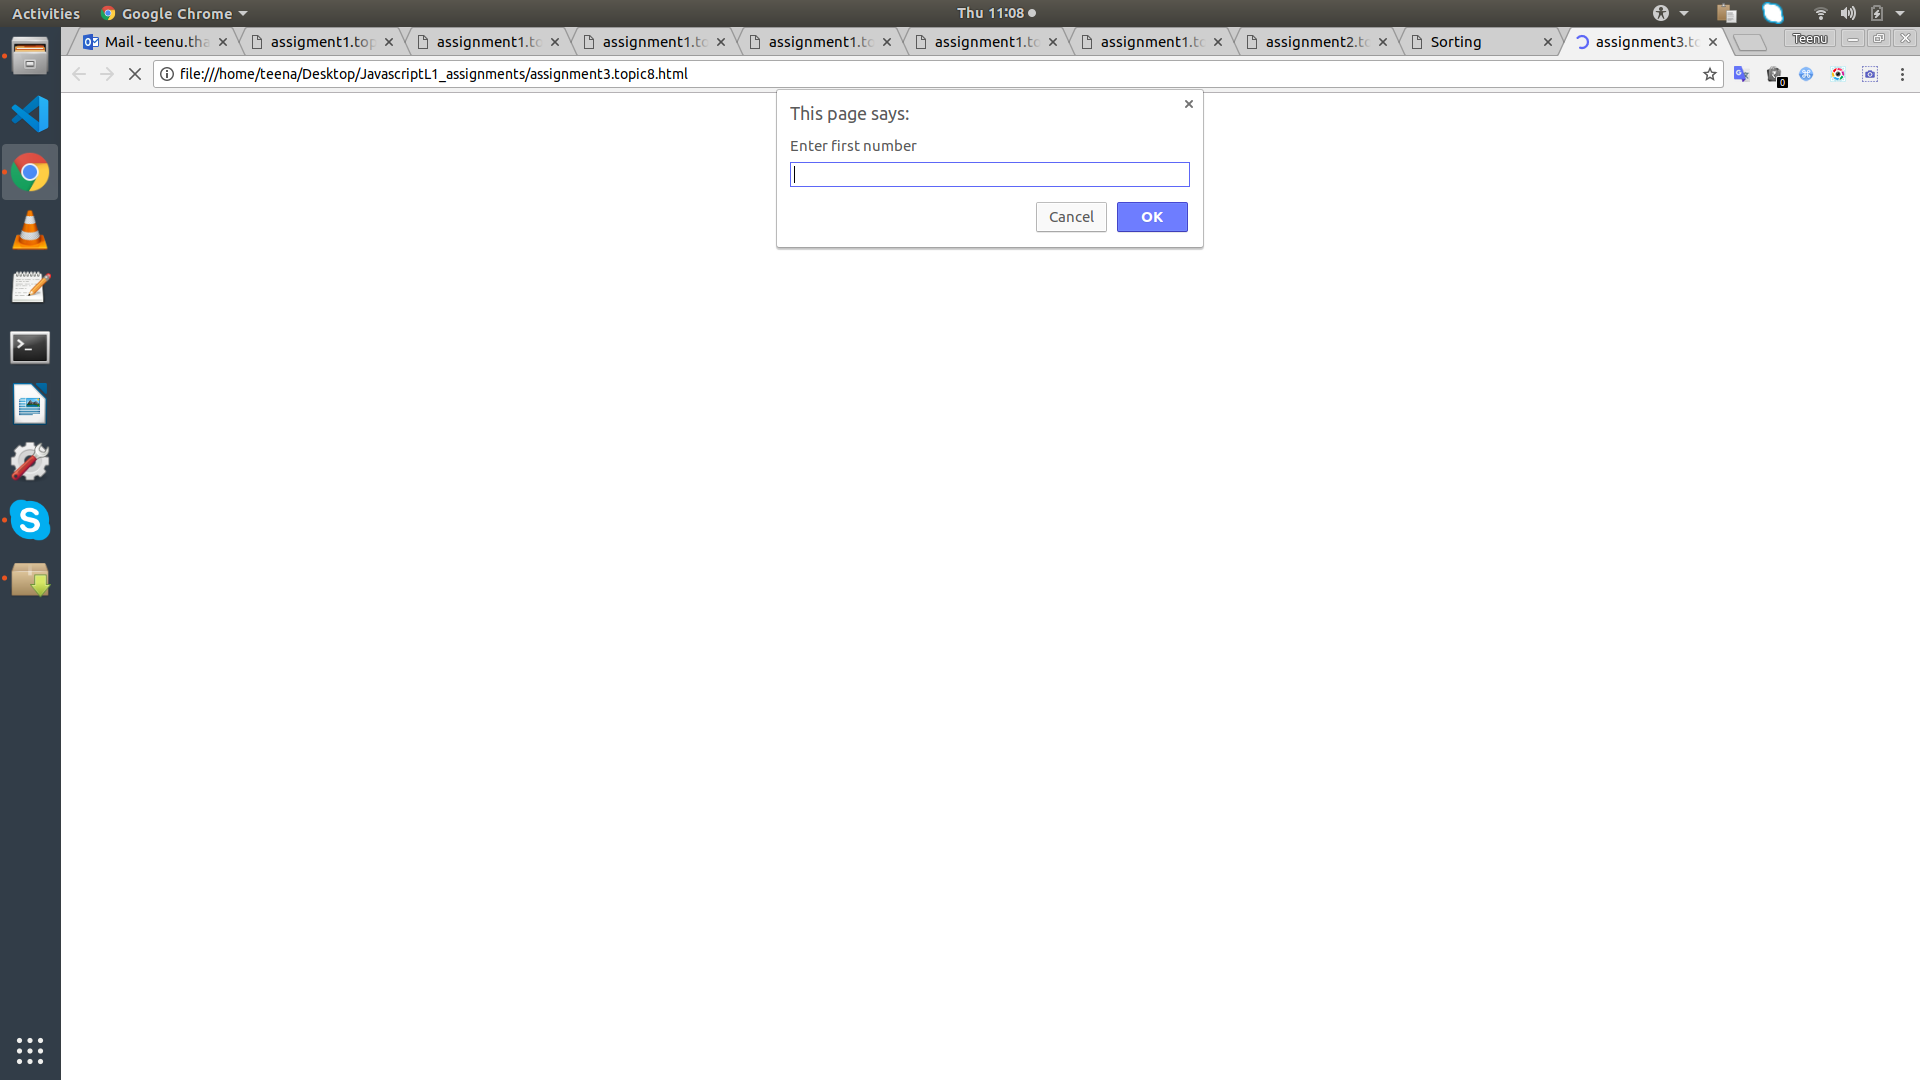 Activities Google Chrome Thu 11:08
Mail - teenu.tha assigment1.top assignment1.to assignment1.to assignment1.to assignment1.to assignment1.to assignment2.to Sorting assignment3.to Teenu
file:///home/teena/Desktop/JavascriptL1_assignments/assignment3.topic8.html 0
This page says:
Enter first number
Cancel OK